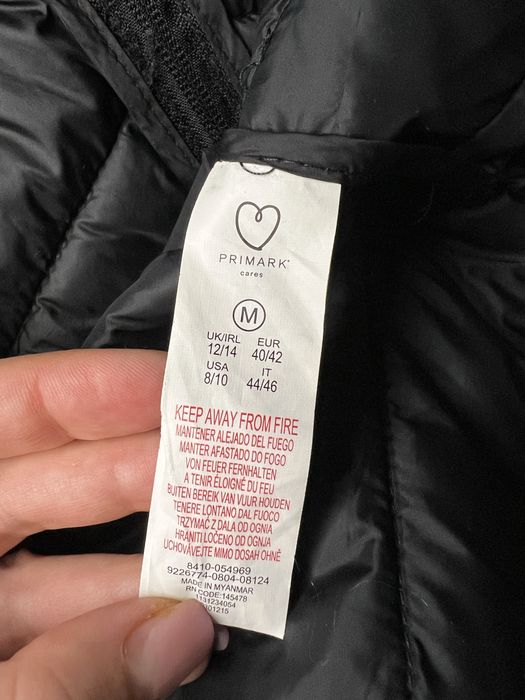 PRIMARK®
cares
M
UK/IRL EUR
12/14 40/42
USA IT
8/10 44/46
KEEP AWAY FROM FIRE
MANTENER ALEJADO DEL FUEGO
MANTER AFASTADO DO FOGO
VON FEUER FERNHALTEN
A TENIR ÉLOIGNÉ DU FEU
BUITEN BEREIK VAN VUUR HOUDEN
TENERE LONTANO DAL FUOCO
TRZYMAĆ Z DALA OD OGNIA
HRANITI LOČENO OD OGNJA
UCHOVÁVEJTE MIMO DOSAH OHNĚ
8410-054969
9226774-0804-08124
MADE IN MYANMAR
RN CODE:145478
1131234054